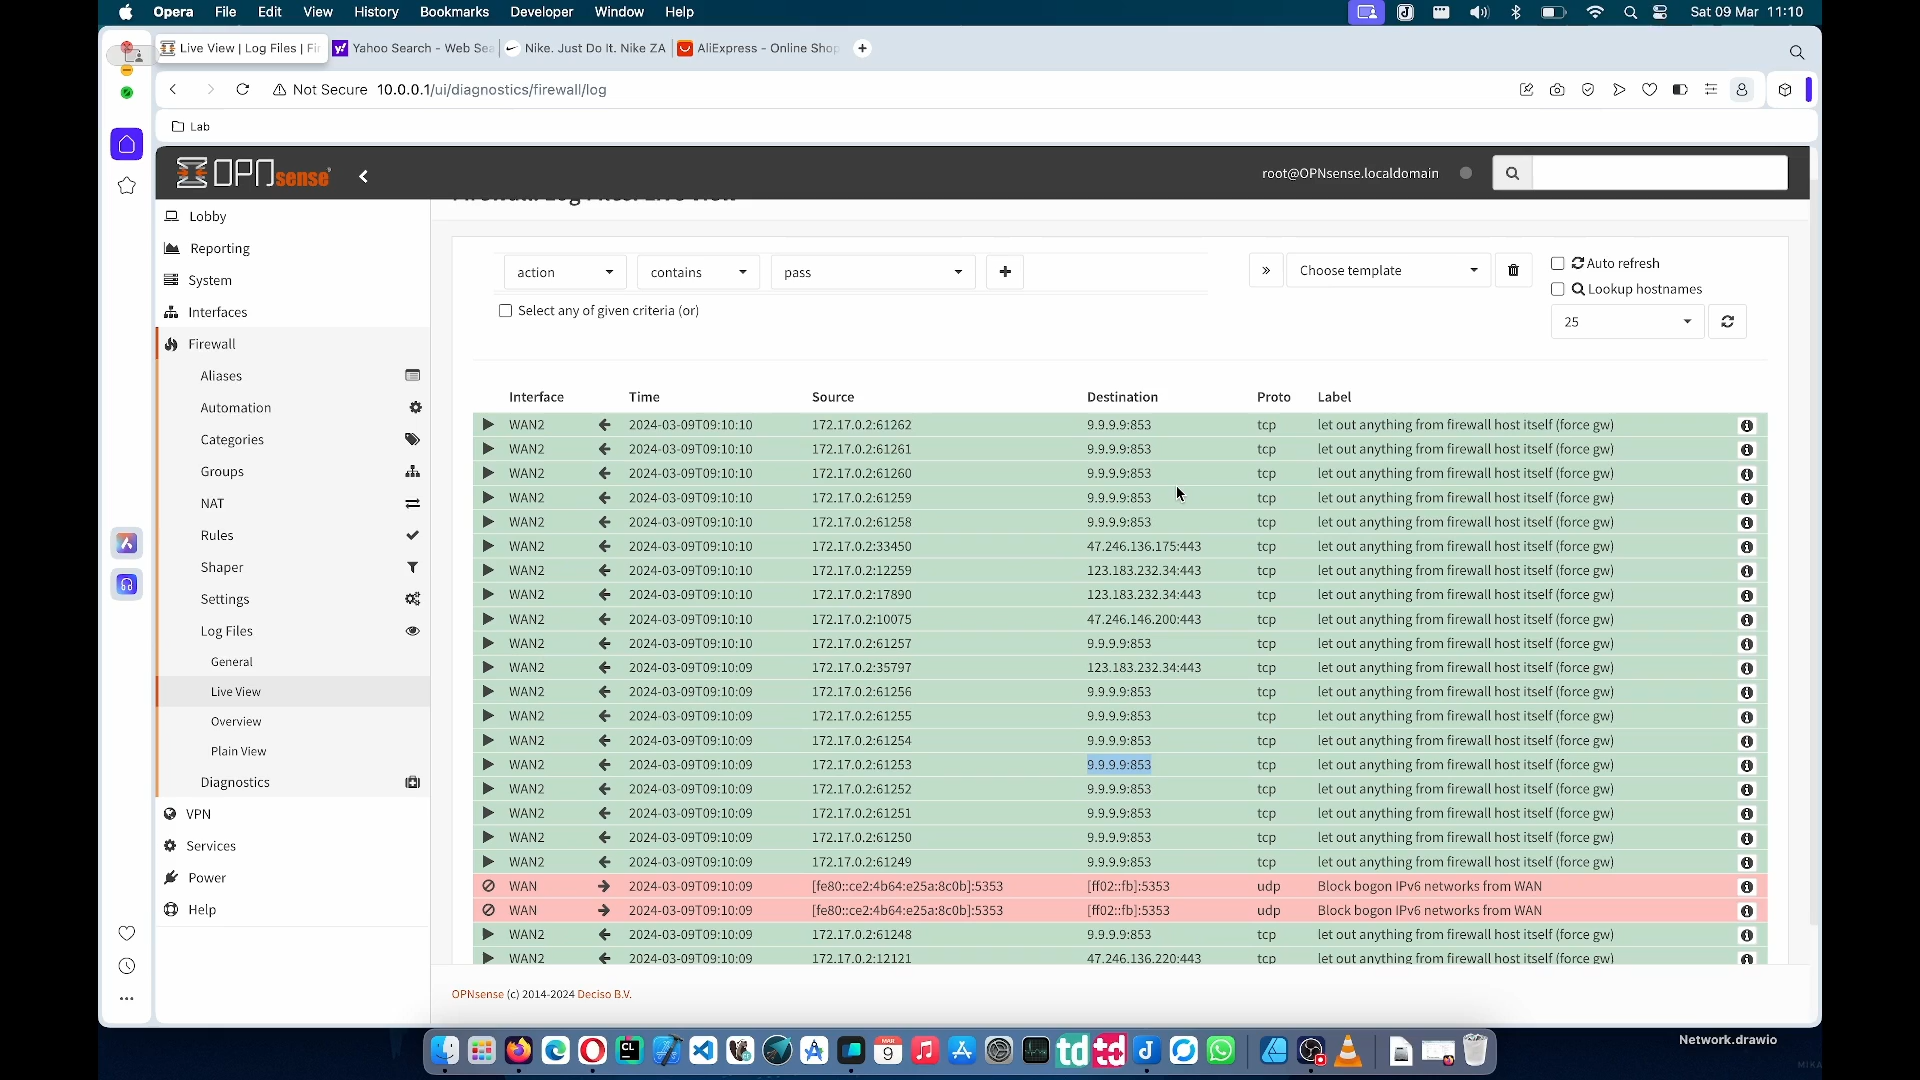 Opera File Edit View History Bookmarks Developer Window Help Sat 09 Mar 11:10
Live View | Log Files | Fir Yahoo Search - Web Sea Nike. Just Do It. Nike ZA AliExpress - Online Shop
Not Secure 10.0.0.1/ui/diagnostics/firewall/log
Lab
OPNsense root@OPNsense.localdomain
Firewall: Log Files: Live View
Lobby
Reporting
System
Interfaces
Firewall
Aliases
Automation
Categories
Groups
NAT
Rules
Shaper
Settings
Log Files
General
Live View
Overview
Plain View
Diagnostics
VPN
Services
Power
Help
action contains pass
Select any of given criteria (or)
Choose template
Auto refresh
Lookup hostnames
25
Interface Time Source Destination Proto Label
WAN2 2024-03-09T09:10:10 172.17.0.2:61262 9.9.9.9:853 tcp let out anything from firewall host itself (force gw)
WAN2 2024-03-09T09:10:10 172.17.0.2:61261 9.9.9.9:853 tcp let out anything from firewall host itself (force gw)
WAN2 2024-03-09T09:10:10 172.17.0.2:61260 9.9.9.9:853 tcp let out anything from firewall host itself (force gw)
WAN2 2024-03-09T09:10:10 172.17.0.2:61259 9.9.9.9:853 tcp let out anything from firewall host itself (force gw)
WAN2 2024-03-09T09:10:10 172.17.0.2:61258 9.9.9.9:853 tcp let out anything from firewall host itself (force gw)
WAN2 2024-03-09T09:10:10 172.17.0.2:33450 47.246.136.175:443 tcp let out anything from firewall host itself (force gw)
WAN2 2024-03-09T09:10:10 172.17.0.2:12259 123.183.232.34:443 tcp let out anything from firewall host itself (force gw)
WAN2 2024-03-09T09:10:10 172.17.0.2:17890 123.183.232.34:443 tcp let out anything from firewall host itself (force gw)
WAN2 2024-03-09T09:10:10 172.17.0.2:10075 47.246.146.200:443 tcp let out anything from firewall host itself (force gw)
WAN2 2024-03-09T09:10:10 172.17.0.2:61257 9.9.9.9:853 tcp let out anything from firewall host itself (force gw)
WAN2 2024-03-09T09:10:09 172.17.0.2:35797 123.183.232.34:443 tcp let out anything from firewall host itself (force gw)
WAN2 2024-03-09T09:10:09 172.17.0.2:61256 9.9.9.9:853 tcp let out anything from firewall host itself (force gw)
WAN2 2024-03-09T09:10:09 172.17.0.2:61255 9.9.9.9:853 tcp let out anything from firewall host itself (force gw)
WAN2 2024-03-09T09:10:09 172.17.0.2:61254 9.9.9.9:853 tcp let out anything from firewall host itself (force gw)
WAN2 2024-03-09T09:10:09 172.17.0.2:61253 9.9.9.9:853 tcp let out anything from firewall host itself (force gw)
WAN2 2024-03-09T09:10:09 172.17.0.2:61252 9.9.9.9:853 tcp let out anything from firewall host itself (force gw)
WAN2 2024-03-09T09:10:09 172.17.0.2:61251 9.9.9.9:853 tcp let out anything from firewall host itself (force gw)
WAN2 2024-03-09T09:10:09 172.17.0.2:61250 9.9.9.9:853 tcp let out anything from firewall host itself (force gw)
WAN2 2024-03-09T09:10:09 172.17.0.2:61249 9.9.9.9:853 tcp let out anything from firewall host itself (force gw)
WAN 2024-03-09T09:10:09 [fe80::ce2:4b64:e25a:8c0b]:5353 [ff02::fb]:5353 udp Block bogon IPv6 networks from WAN
WAN 2024-03-09T09:10:09 [fe80::ce2:4b64:e25a:8c0b]:5353 [ff02::fb]:5353 udp Block bogon IPv6 networks from WAN
WAN2 2024-03-09T09:10:09 172.17.0.2:61248 9.9.9.9:853 tcp let out anything from firewall host itself (force gw)
WAN2 2024-03-09T09:10:09 172.17.0.2:12121 47.246.136.220:443 tcp let out anything from firewall host itself (force gw)
OPNsense (c) 2014-2024 Deciso B.V.
Network.drawio